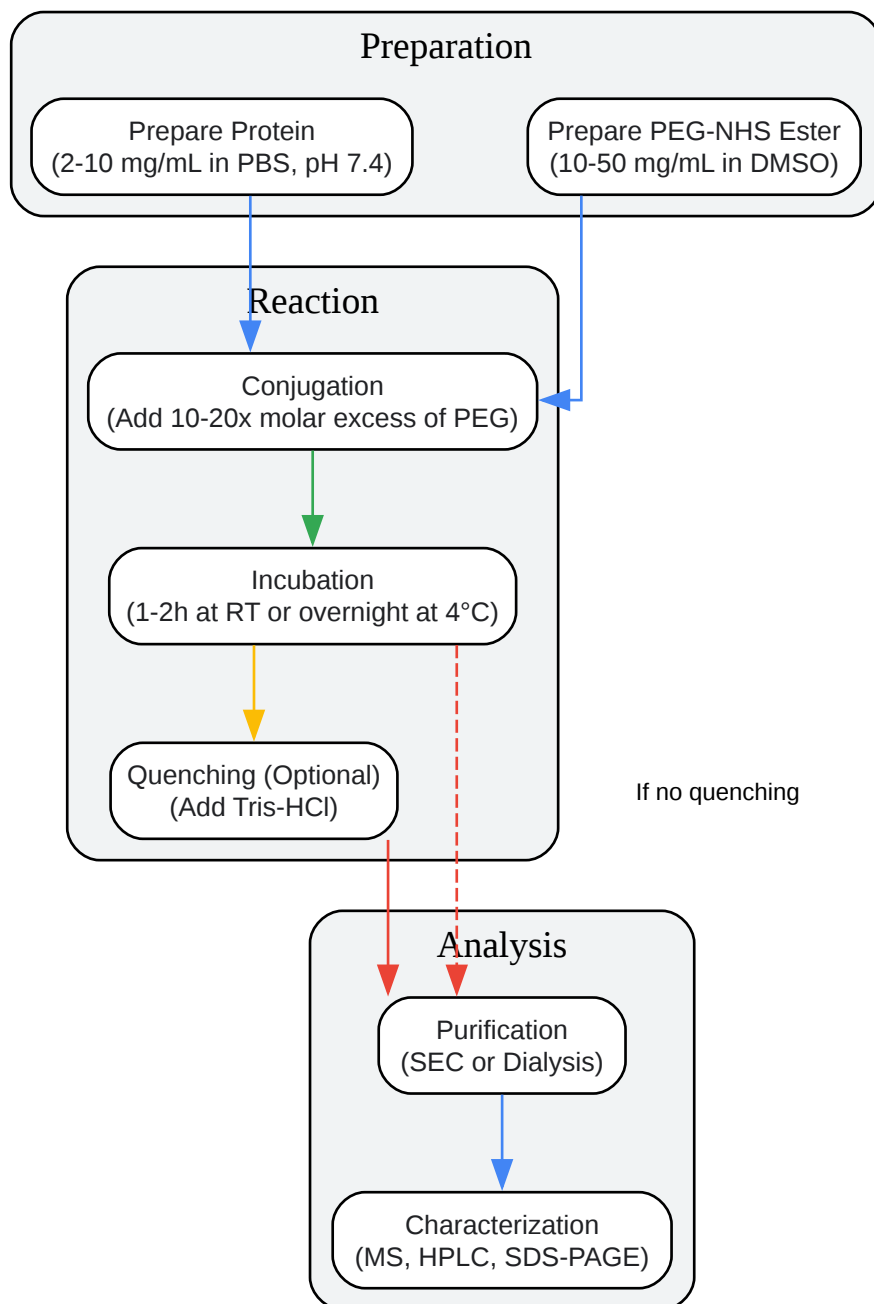 Preparation
Prepare Protein
(2-10 mg/mL in PBS, pH 7.4)
Prepare PEG-NHS Ester
(10-50 mg/mL in DMSO)
Reaction
Conjugation
(Add 10-20x molar excess of PEG)
Incubation
(1-2h at RT or overnight at 4°C)
Quenching (Optional)
(Add Tris-HCl)
If no quenching
Analysis
Purification
(SEC or Dialysis)
Characterization
(MS, HPLC, SDS-PAGE)